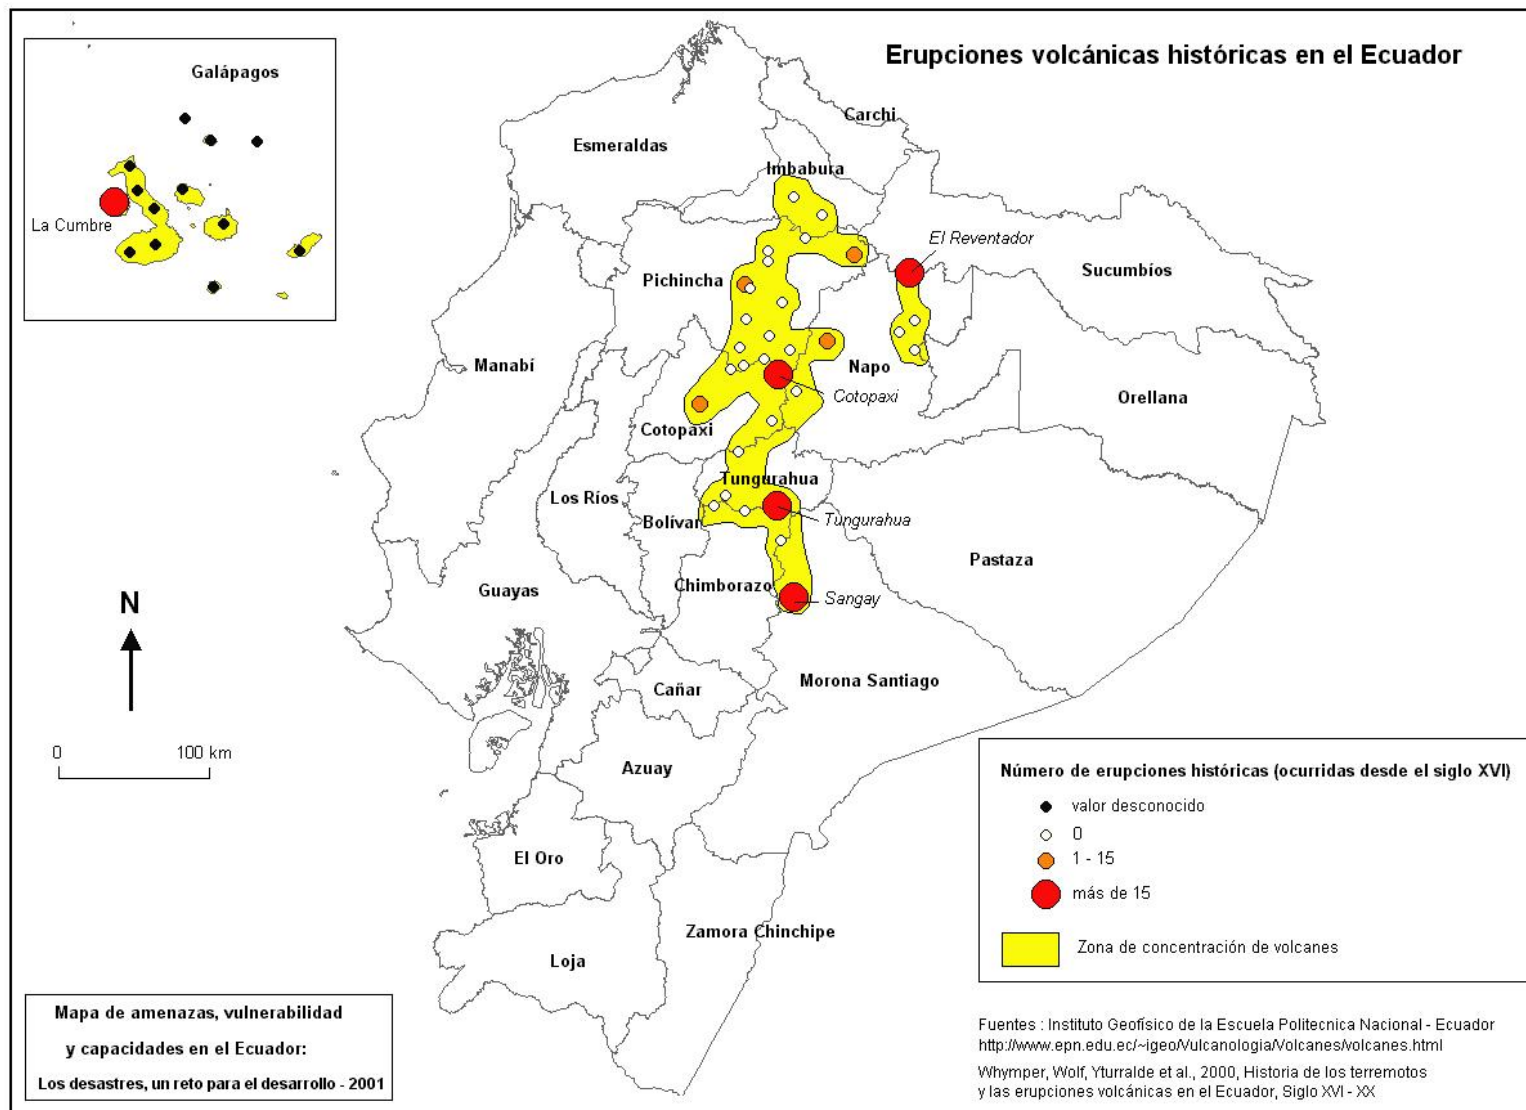 Erupciones volcánicas históricas en el Ecuador
Galápagos
La Cumbre
Carchi
Esmeraldas
Imbabura
El Reventador
Sucumbíos
Pichincha
Manabí
Napo
Orellana
Cotopaxi
Cotopaxi
Tungurahua
Los Ríos
Bolívar
Tungurahua
Pastaza
Guayas
Chimborazo
Sangay
N
Cañar
Morona Santiago
0 100 km
Azuay
El Oro
Zamora Chinchipe
Loja
Número de erupciones históricas (ocurridas desde el siglo XVI)
valor desconocido
0
1 - 15
más de 15
Zona de concentración de volcanes
Mapa de amenazas, vulnerabilidad
y capacidades en el Ecuador:
Los desastres, un reto para el desarrollo - 2001
Fuentes : Instituto Geofísico de la Escuela Politecnica Nacional - Ecuador
http://www.epn.edu.ec/~igeo/Vulcanologia/Volcanes/volcanes.html
Whymper, Wolf, Yturralde et al., 2000, Historia de los terremotos
y las erupciones volcánicas en el Ecuador, Siglo XVI - XX